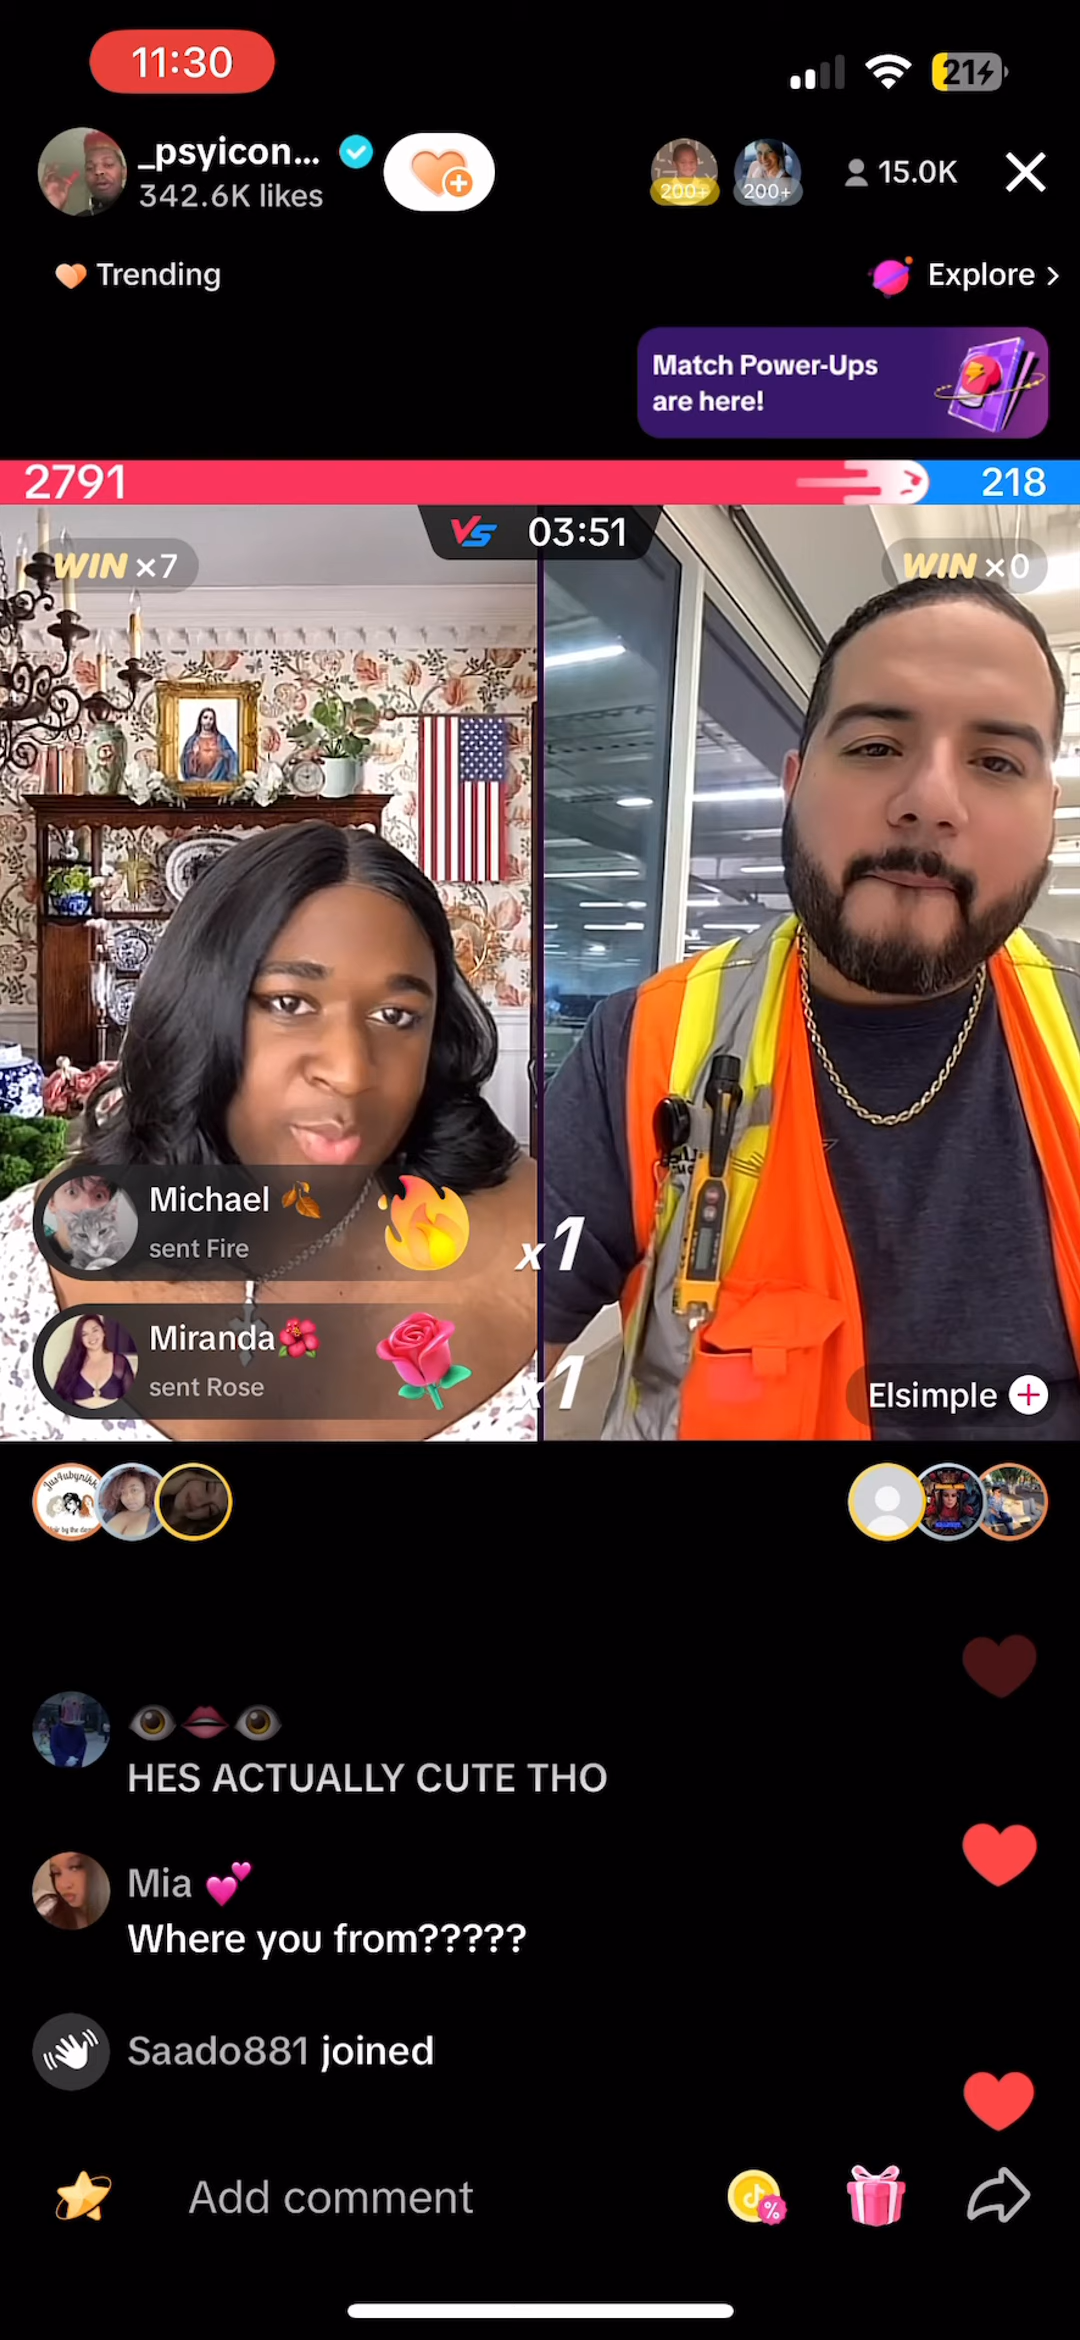 11:30
21
_psyicon...
342.6K likes
200+
200+
15.0K
Trending
Explore >
Match Power-Ups
are here!
2791
218
VS 03:51
WIN x7
WIN x0
Michael
sent Fire
x1
Miranda
sent Rose
x1
Elsimple
HES ACTUALLY CUTE THO
Mia
Where you from?????
Saado881 joined
Add comment